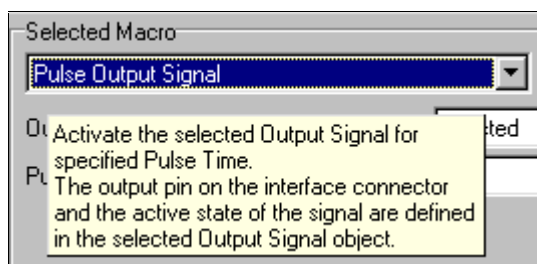 Selected Macro
Pulse Output Signal
Activate the selected Output Signal for
specified Pulse Time.
The output pin on the interface connector
and the active state of the signal are defined
in the selected Output Signal object.